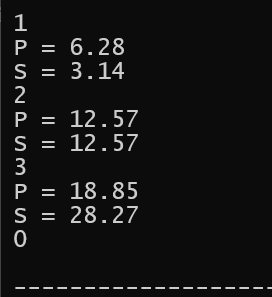 1
P = 6.28
S = 3.14
2
P = 12.57
S = 12.57
3
P = 18.85
S = 28.27
0
--------------------